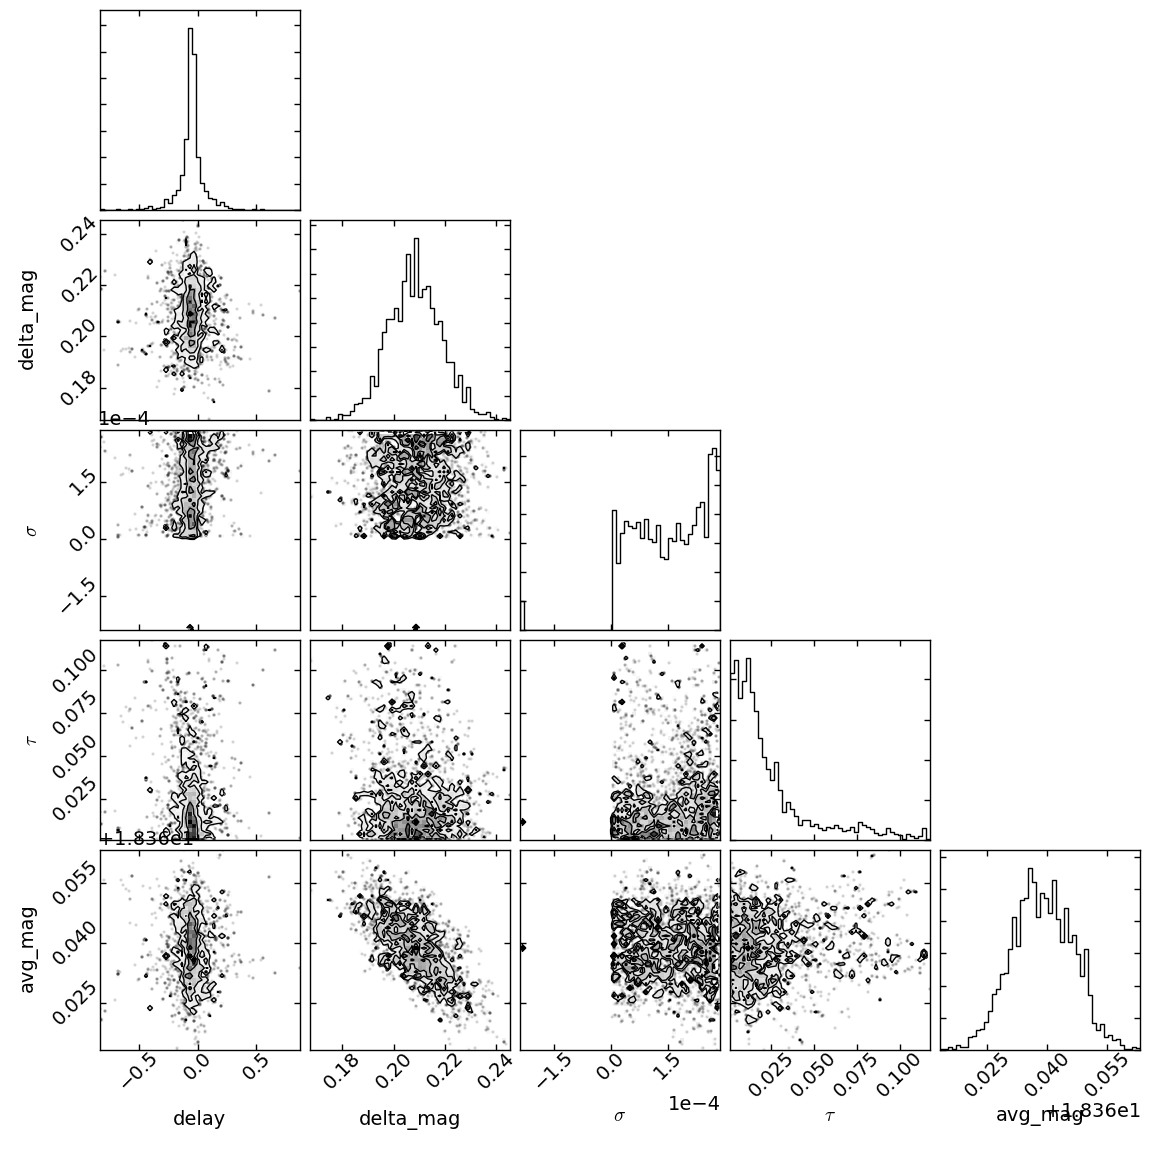 0.24
0.22
0.20
0.18
delta_mag
1e−4
1.5
0.0
−1.5
σ
0.100
0.075
0.050
0.025
τ
+1.836e1
0.055
0.040
0.025
avg_mag
−0.5 0.0 0.5
0.18 0.20 0.22 0.24
−1.5 0.0 1.5
0.025 0.050 0.075 0.100
0.025 0.040 0.055
1e−4
+1.836e1
delay
delta_mag
σ
τ
avg_mag